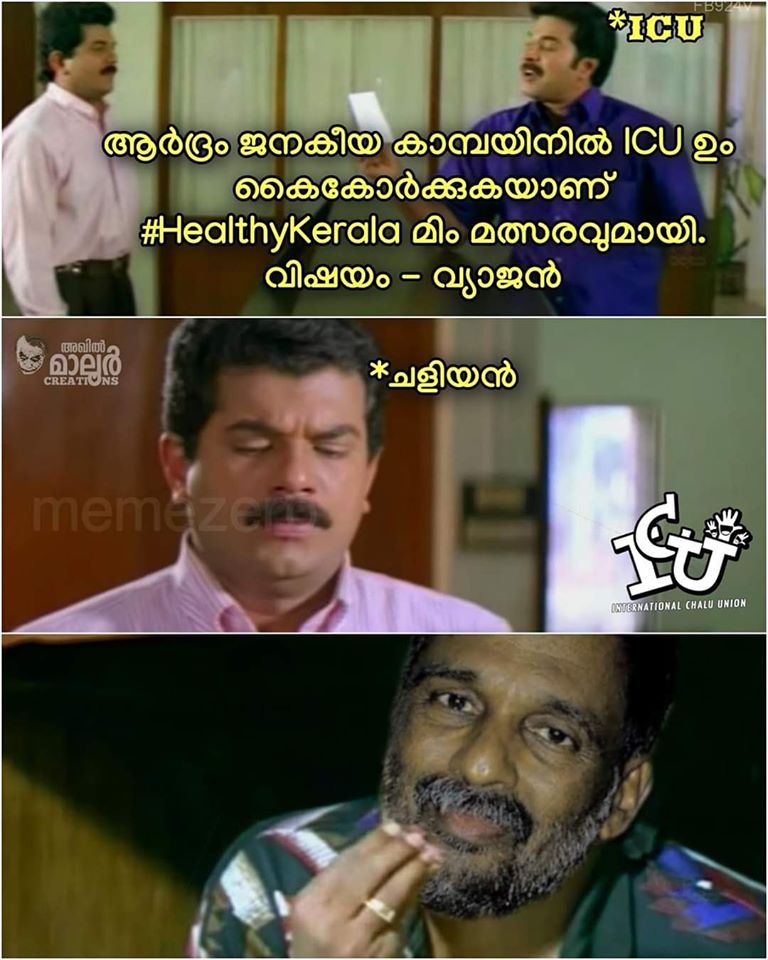 FB924V
*ICU
ആർദ്രം ജനകീയ കാമ്പയിനിൽ ICU ഉം
കൈകോർക്കുകയാണ്
#HealthyKerala മിം മത്സരവുമായി.
വിഷയം - വ്യാജൻ
അഖിൽ
മാലൂർ
CREATIONS
*ചളിയൻ
ICU
INTERNATIONAL CHALU UNION